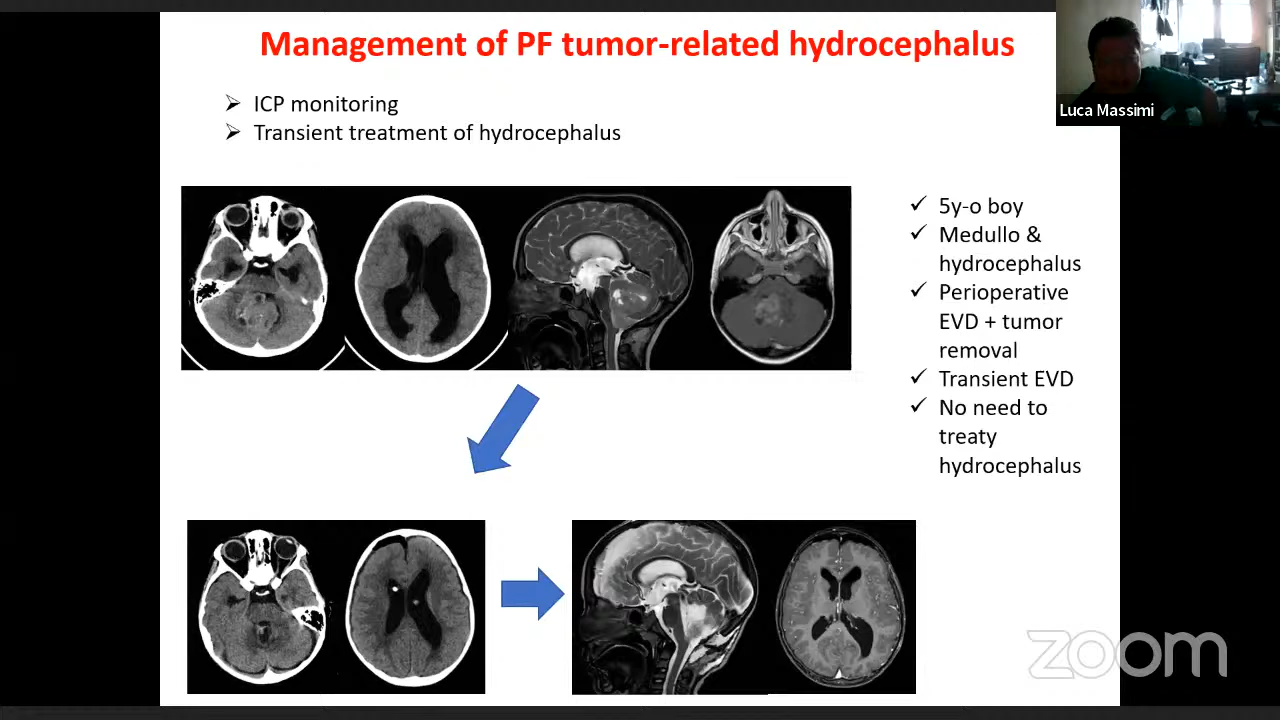 Management of PF tumor-related hydrocephalus
ICP monitoring
Transient treatment of hydrocephalus
Luca Massimi
5y-o boy
Medullo &
hydrocephalus
Perioperative
EVD + tumor
removal
Transient EVD
No need to
treaty
hydrocephalus
zoom